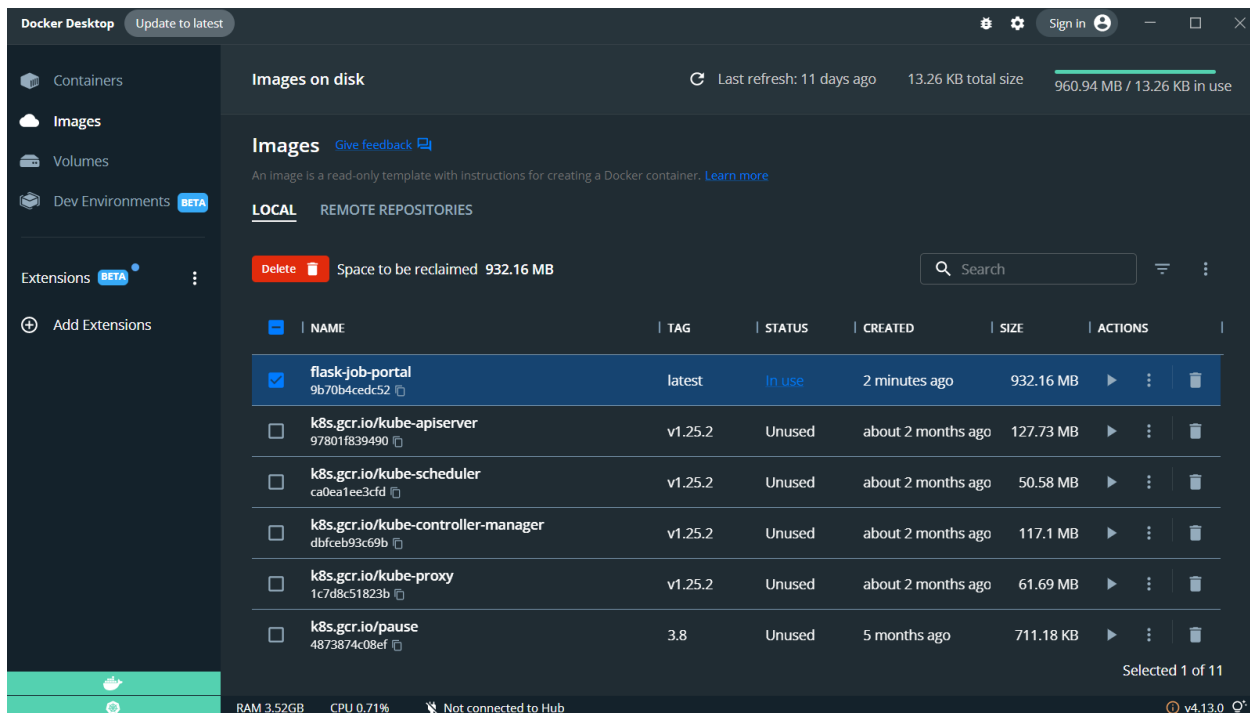 Docker Desktop Update to latest Sign in
Containers
Images
Volumes
Dev Environments BETA
Extensions BETA
Add Extensions
Images on disk Last refresh: 11 days ago 13.26 KB total size 960.94 MB / 13.26 KB in use
Images Give feedback
An image is a read-only template with instructions for creating a Docker container. Learn more
LOCAL REMOTE REPOSITORIES
Delete Space to be reclaimed 932.16 MB Search
NAME TAG STATUS CREATED SIZE ACTIONS
flask-job-portal
9b70b4cedc52 latest In use 2 minutes ago 932.16 MB
k8s.gcr.io/kube-apiserver
97801f839490 v1.25.2 Unused about 2 months ago 127.73 MB
k8s.gcr.io/kube-scheduler
ca0ea1ee3cfd v1.25.2 Unused about 2 months ago 50.58 MB
k8s.gcr.io/kube-controller-manager
dbfceb93c69b v1.25.2 Unused about 2 months ago 117.1 MB
k8s.gcr.io/kube-proxy
1c7d8c51823b v1.25.2 Unused about 2 months ago 61.69 MB
k8s.gcr.io/pause
4873874c08ef 3.8 Unused 5 months ago 711.18 KB
Selected 1 of 11
RAM 3.52GB CPU 0.71% Not connected to Hub v4.13.0